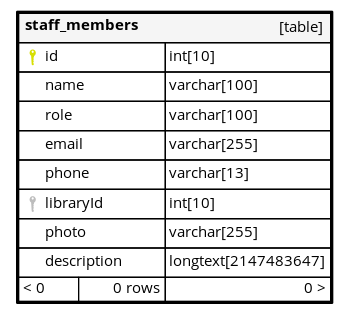 staff_members [table]
id int[10]
name varchar[100]
role varchar[100]
email varchar[255]
phone varchar[13]
libraryId int[10]
photo varchar[255]
description longtext[2147483647]
< 0 0 rows 0 >